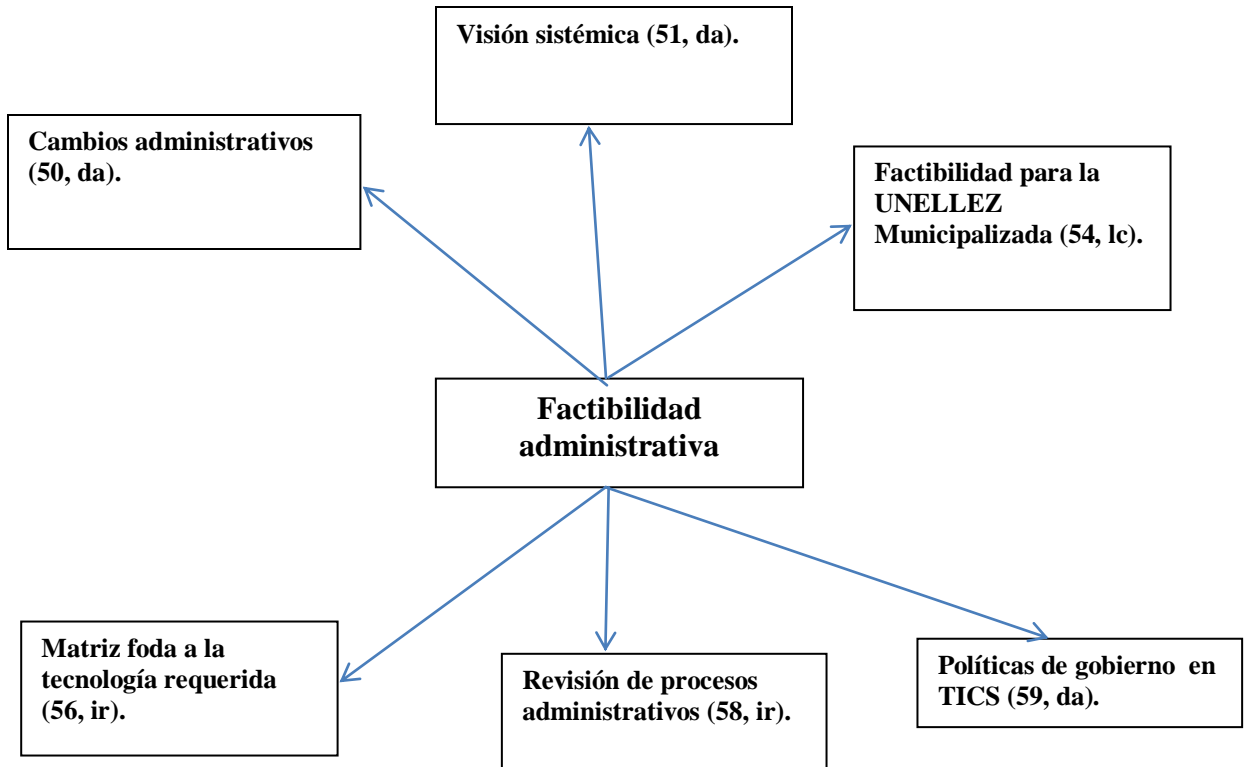 Visión sistémica (51, da).
Cambios administrativos
(50, da).
Factibilidad para la
UNELLEZ
Municipalizada (54, lc).
Factibilidad
administrativa
Matriz foda a la
tecnología requerida
(56, ir).
Revisión de procesos
administrativos (58, ir).
Políticas de gobierno  en
TICS (59, da).